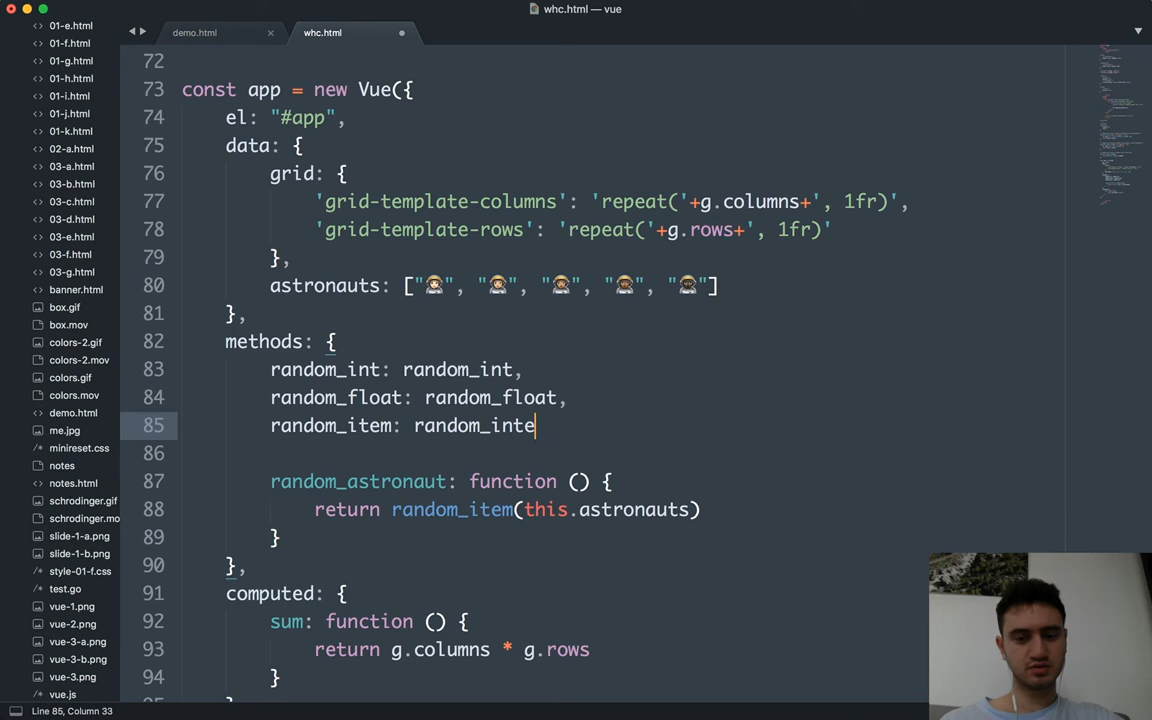 whc.html — vue
demo.html
whc.html
01-e.html
01-f.html
01-g.html
01-h.html
01-i.html
01-j.html
01-k.html
02-a.html
03-a.html
03-b.html
03-c.html
03-d.html
03-e.html
03-f.html
03-g.html
banner.html
box.gif
box.mov
colors-2.gif
colors-2.mov
colors.gif
colors.mov
demo.html
me.jpg
minireset.css
notes
notes.html
schrodinger.gif
schrodinger.mo
slide-1-a.png
slide-1-b.png
style-01-f.css
test.go
vue-1.png
vue-2.png
vue-3-a.png
vue-3-b.png
vue-3.png
vue.js
72
73 const app = new Vue({
74 el: "#app",
75 data: {
76 grid: {
77 'grid-template-columns': 'repeat('+g.columns+', 1fr)',
78 'grid-template-rows': 'repeat('+g.rows+', 1fr)'
79 },
80 astronauts: ["👩🏻‍🚀", "👩🏼‍🚀", "👩🏽‍🚀", "👩🏾‍🚀", "👩🏿‍🚀"]
81 },
82 methods: {
83 random_int: random_int,
84 random_float: random_float,
85 random_item: random_inte
86
87 random_astronaut: function () {
88 return random_item(this.astronauts)
89 }
90 },
91 computed: {
92 sum: function () {
93 return g.columns * g.rows
94 }
Line 85, Column 33